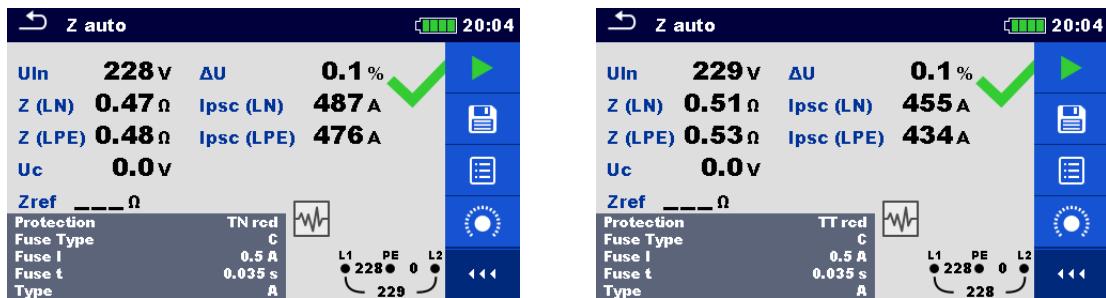 Z auto 20:04
Uln 228 V ΔU 0.1 %
Z (LN) 0.47 Ω Ipsc (LN) 487 A
Z (LPE) 0.48 Ω Ipsc (LPE) 476 A
Uc 0.0 V
Zref ___ Ω
Protection TN rcd
Fuse Type C
Fuse I 0.5 A
Fuse t 0.035 s
Type A
L1 PE L2
228 0
229
Z auto 20:04
Uln 229 V ΔU 0.1 %
Z (LN) 0.51 Ω Ipsc (LN) 455 A
Z (LPE) 0.53 Ω Ipsc (LPE) 434 A
Uc 0.0 V
Zref ___ Ω
Protection TT rcd
Fuse Type C
Fuse I 0.5 A
Fuse t 0.035 s
Type A
L1 PE L2
228 0
228